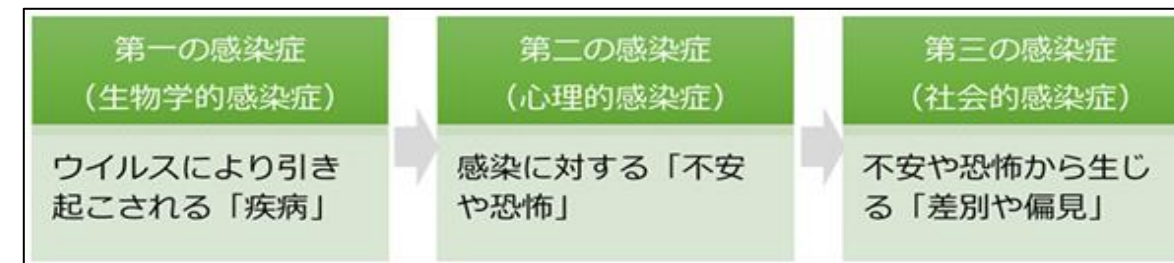 第一の感染症
（生物学的感染症）
ウイルスにより引き
起こされる「疾病」
第二の感染症
（心理的感染症）
感染に対する「不安
や恐怖」
第三の感染症
（社会的感染症）
不安や恐怖から生じ
る「差別や偏見」